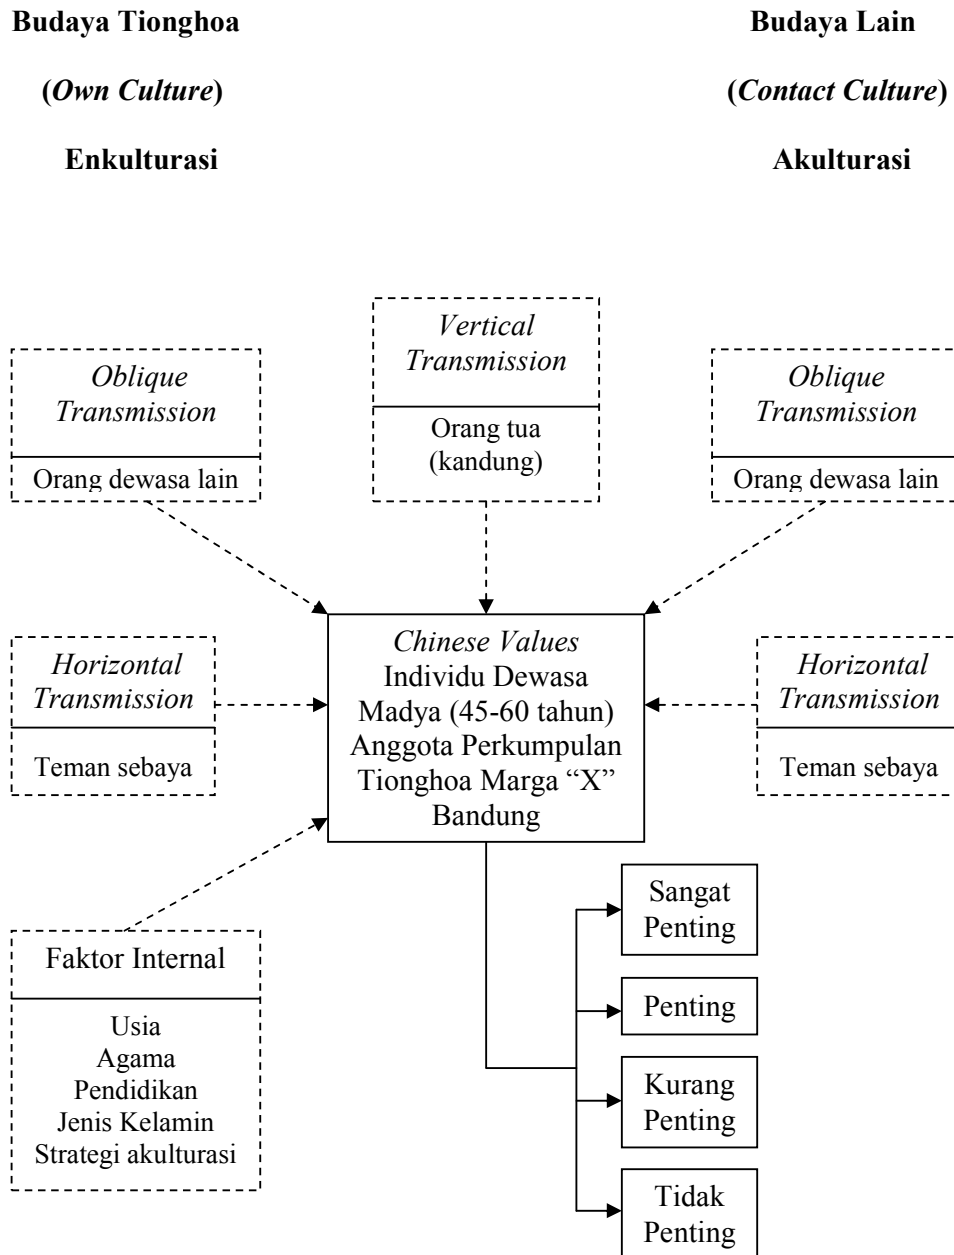 Budaya Tionghoa
(Own Culture)
Enkulturasi
Budaya Lain
(Contact Culture)
Akulturasi
Oblique
Transmission
Orang dewasa lain
Vertical
Transmission
Orang tua
(kandung)
Oblique
Transmission
Orang dewasa lain
Horizontal
Transmission
Teman sebaya
Chinese Values
Individu Dewasa
Madya (45-60 tahun)
Anggota Perkumpulan
Tionghoa Marga “X”
Bandung
Horizontal
Transmission
Teman sebaya
Faktor Internal
Usia
Agama
Pendidikan
Jenis Kelamin
Strategi akulturasi
Sangat
Penting
Penting
Kurang
Penting
Tidak
Penting